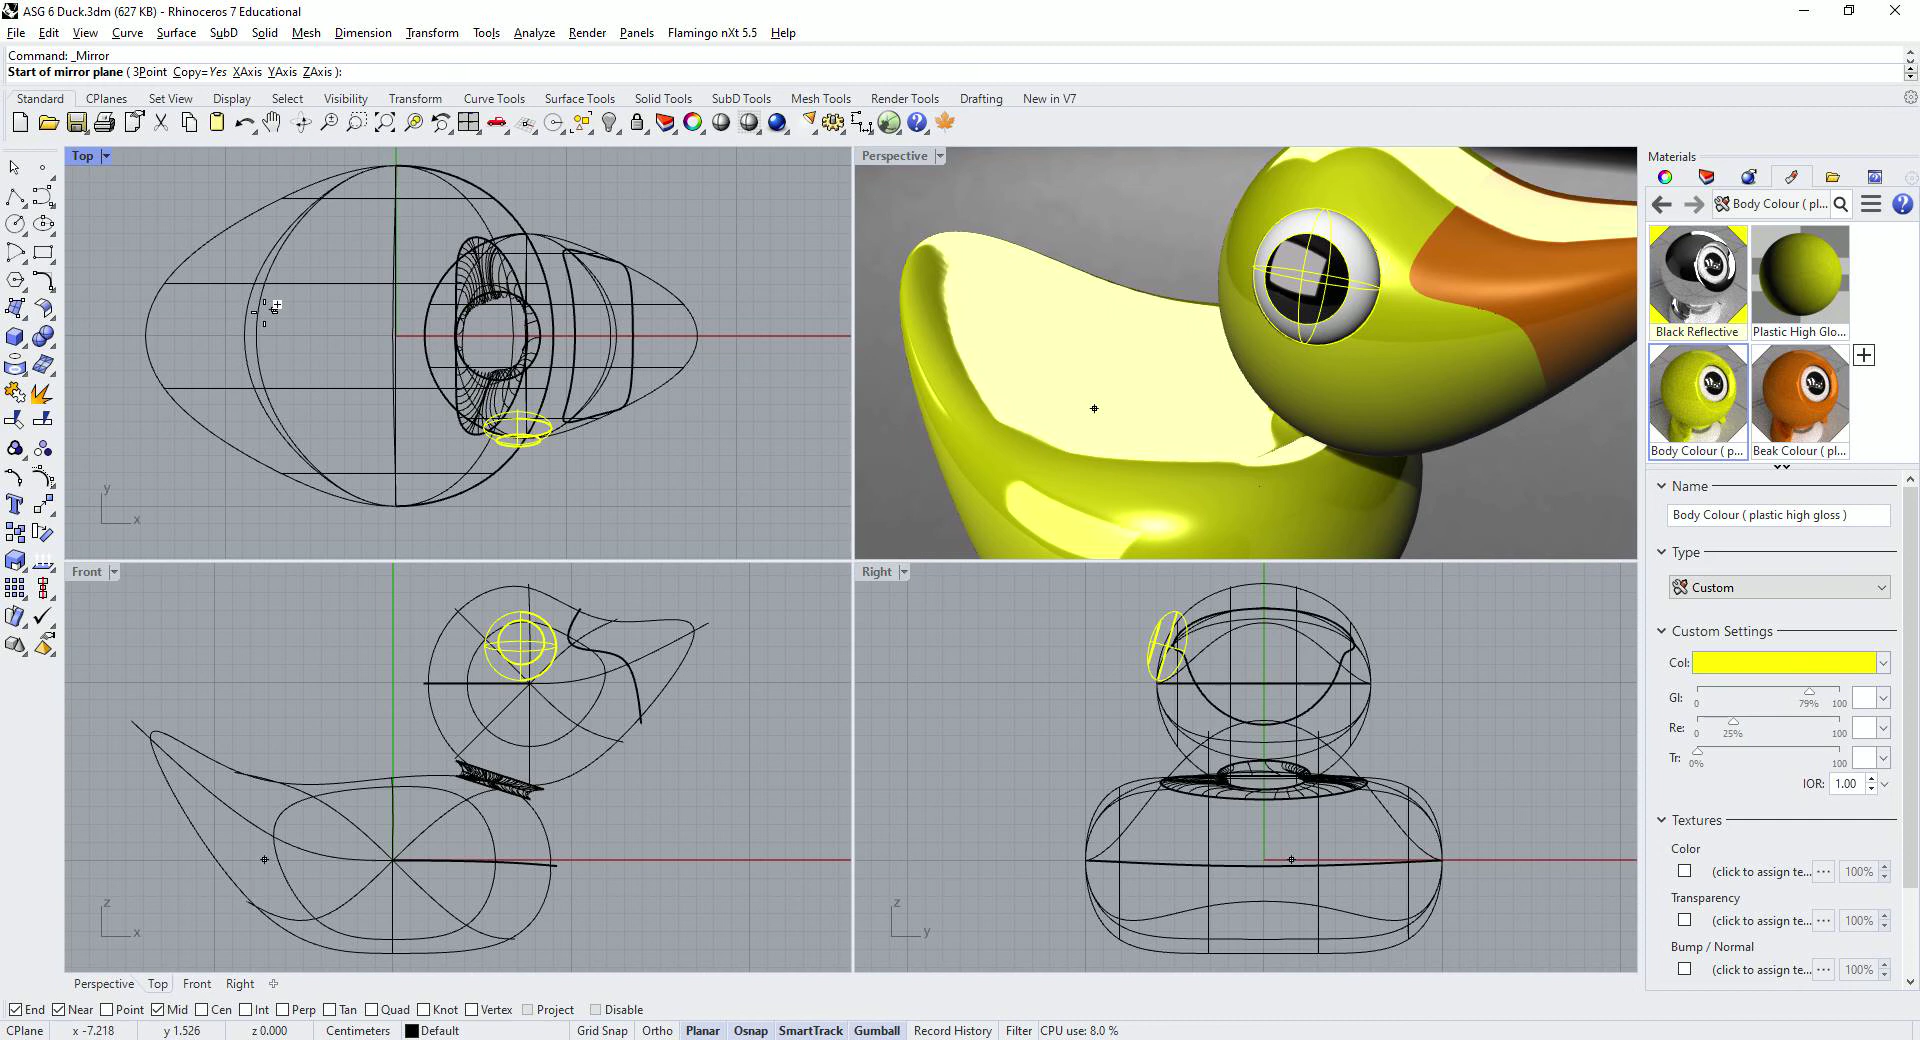 ASG 6 Duck.3dm (627 KB) - Rhinoceros 7 Educational
File Edit View Curve Surface SubD Solid Mesh Dimension Transform Tools Analyze Render Panels Flamingo nXt 5.5 Help
Command: _Mirror
Start of mirror plane ( 3Point Copy=Yes XAxis YAxis ZAxis ):
Standard CPlanes Set View Display Select Visibility Transform Curve Tools Surface Tools Solid Tools SubD Tools Mesh Tools Render Tools Drafting New in V7
Top
Perspective
Materials
Body Colour ( pl...
Black Reflective
Plastic High Glo...
Body Colour ( p...
Beak Colour ( pl...
Name
Body Colour ( plastic high gloss )
Type
Custom
Custom Settings
Col:
Gl:
0 79% 100
Re:
0 25% 100
Tr:
0% 100
IOR: 1.00
Textures
Color
(click to assign te... 100%
Transparency
(click to assign te... 100%
Bump / Normal
(click to assign te... 100%
y
x
Front
Right
z
x
z
y
Perspective Top Front Right
End Near Point Mid Cen Int Perp Tan Quad Knot Vertex Project Disable
CPlane x -7.218 y 1.526 z 0.000 Centimeters Default Grid Snap Ortho Planar Osnap SmartTrack Gumball Record History Filter CPU use: 8.0 %